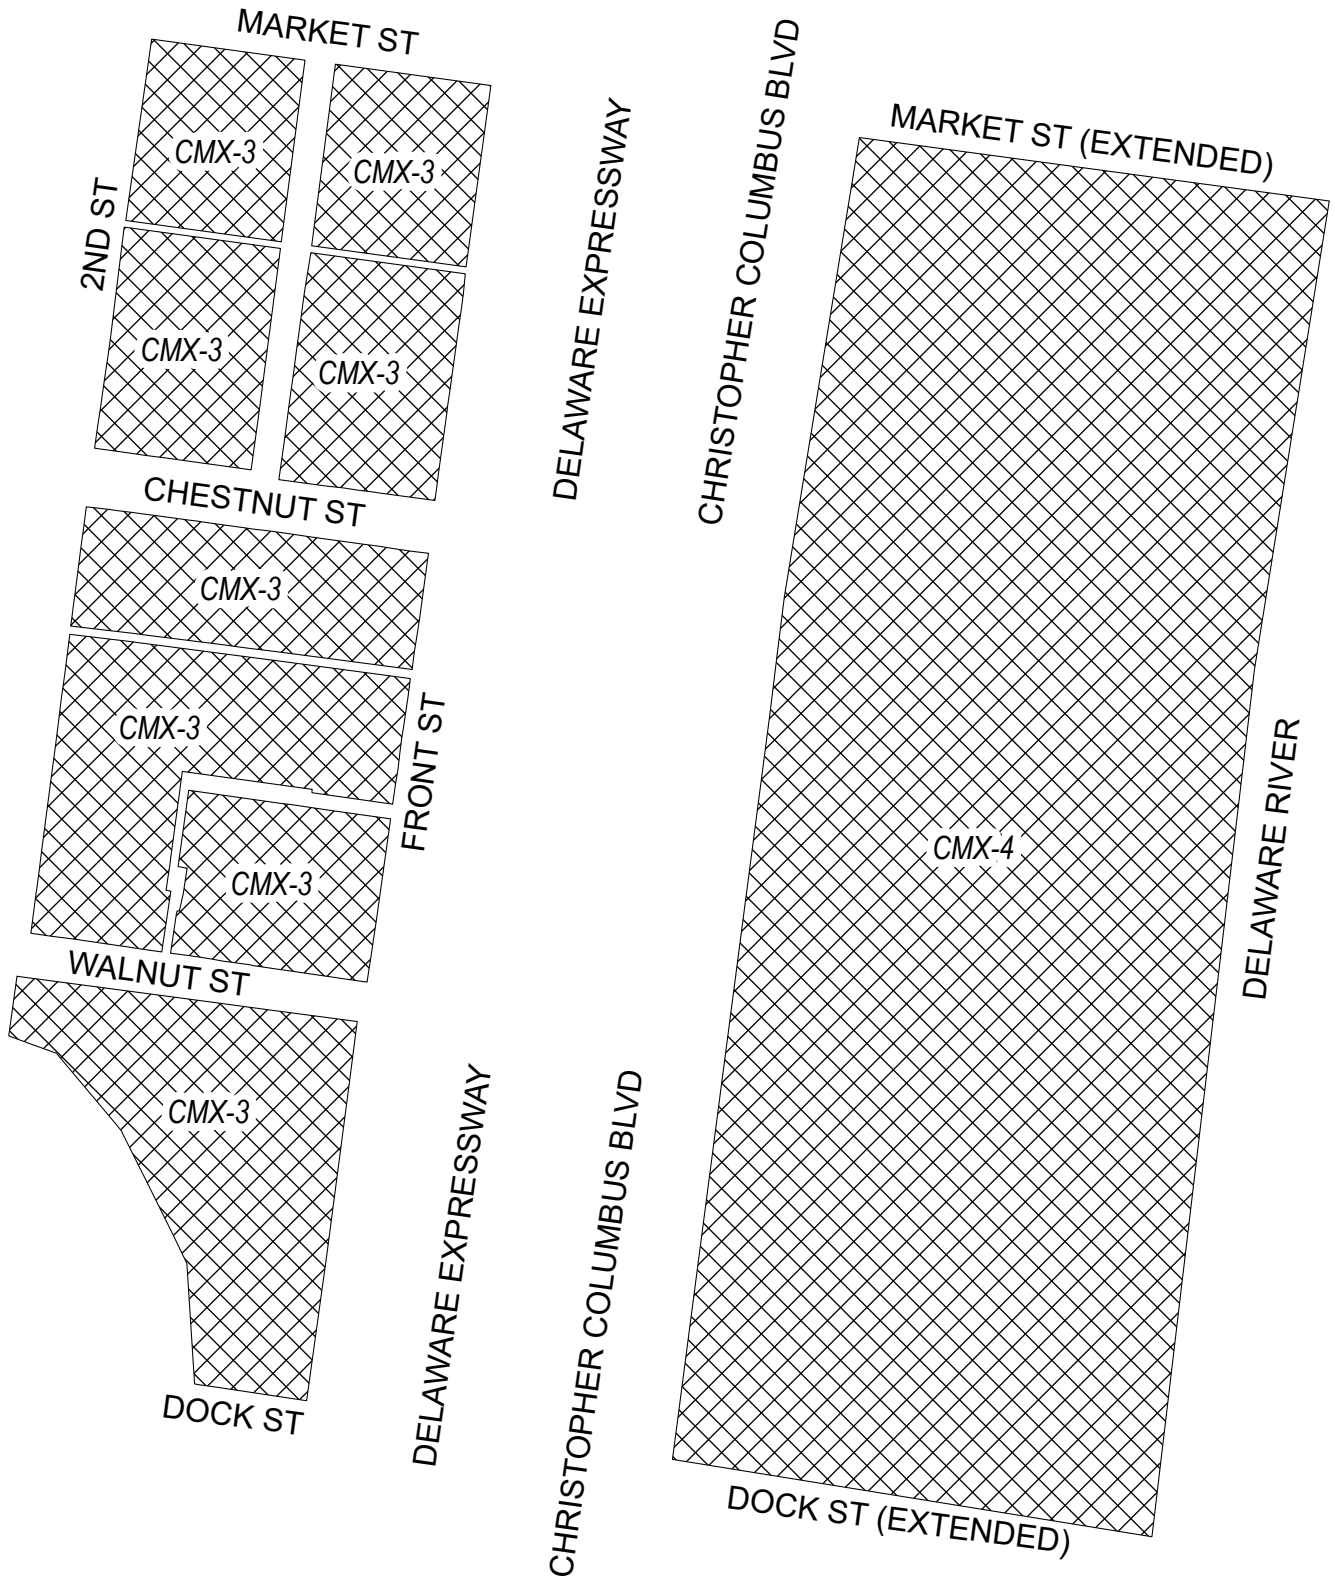 MARKET ST
CHRISTOPHER COLUMBUS BLVD
DELAWARE EXPRESSWAY
MARKET ST (EXTENDED)
CMX-3
CMX-3
2ND ST
CMX-3
CMX-3
CHESTNUT ST
CMX-3
CMX-3
FRONT ST
DELAWARE RIVER
CMX-4
CMX-3
WALNUT ST
CMX-3
DELAWARE EXPRESSWAY
CHRISTOPHER COLUMBUS BLVD
DOCK ST
DOCK ST (EXTENDED)